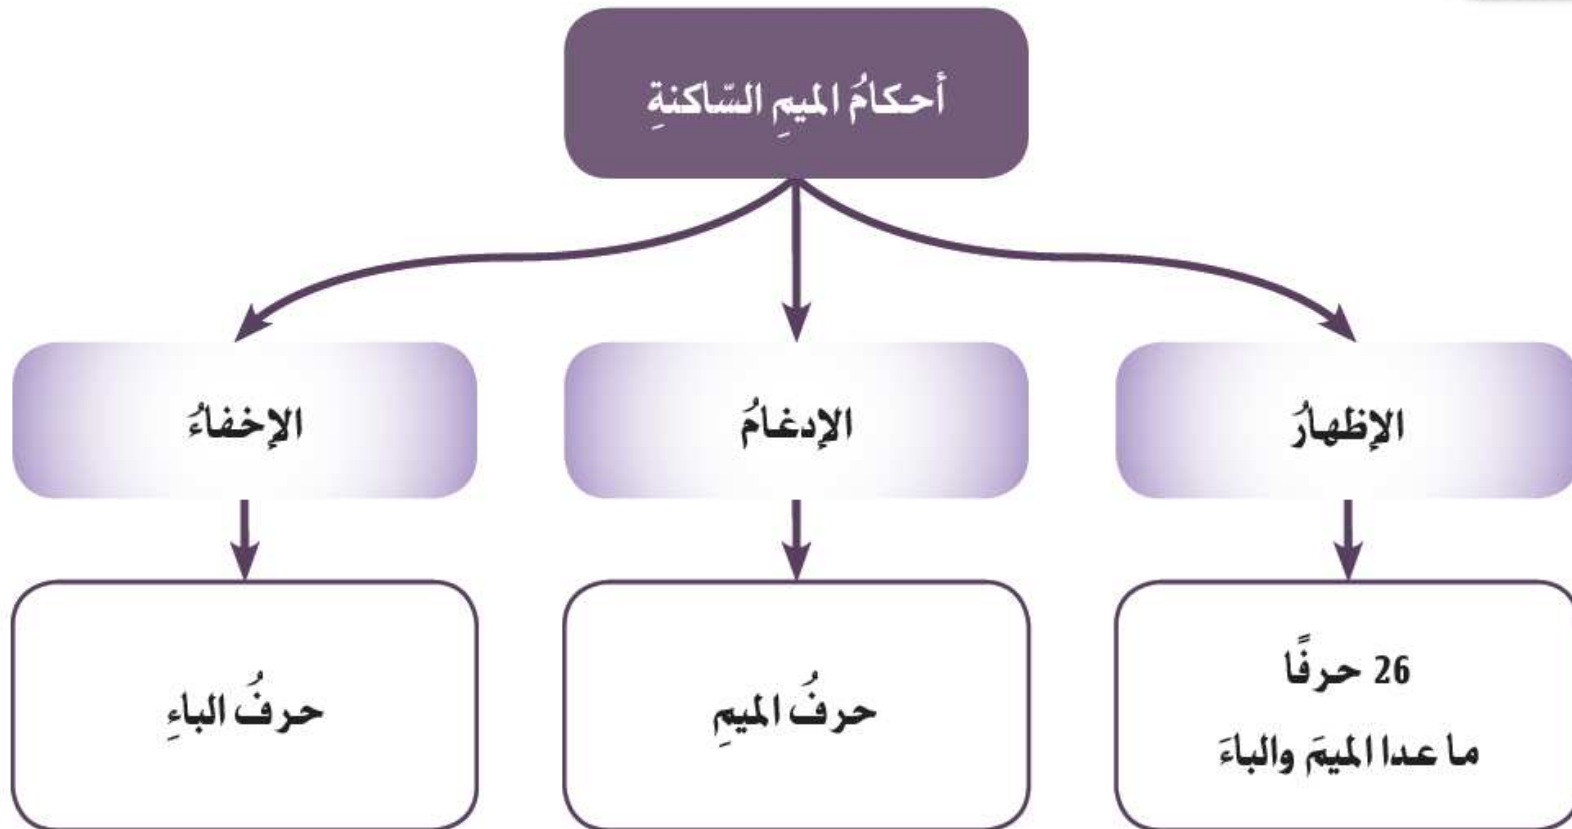 أحكامُ الميمِ السّاكنةِ
الإظهارُ
الإدغامُ
الإخفاءُ
26 حرفًا
ما عدا الميمَ والباءَ
حرفُ الميمِ
حرفُ الباءِ